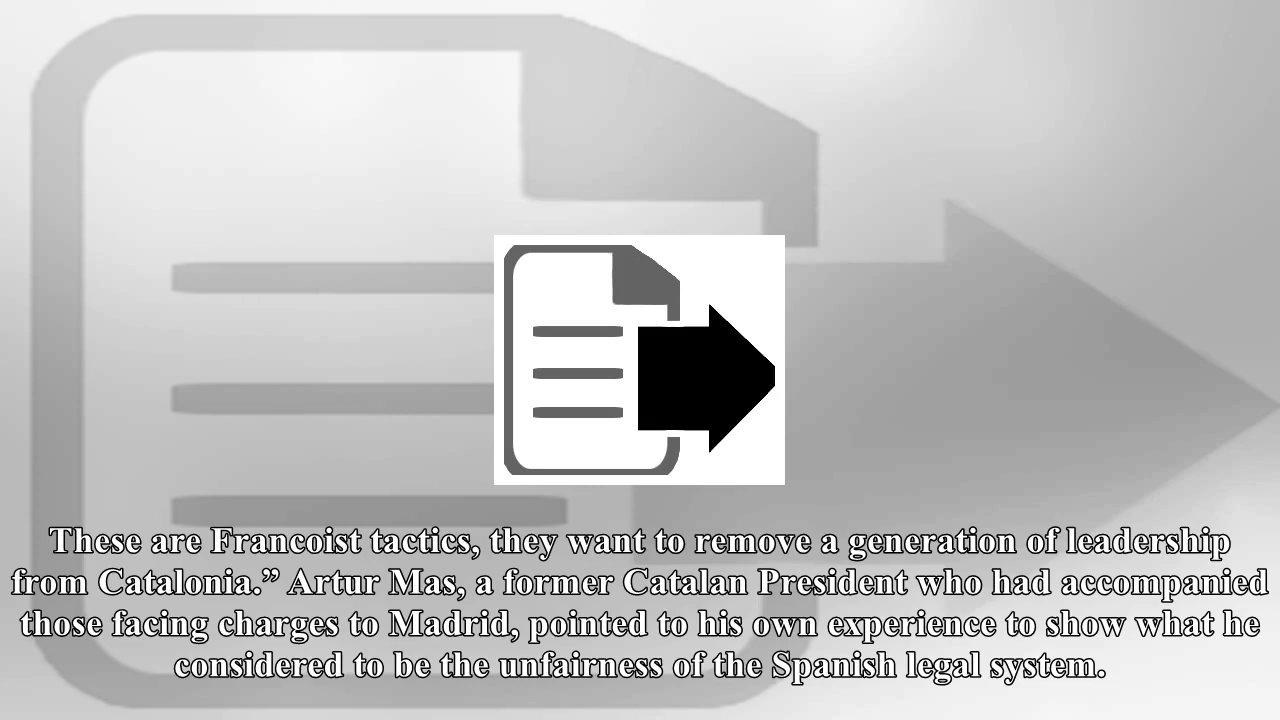 These are Francoist tactics, they want to remove a generation of leadership
from Catalonia.” Artur Mas, a former Catalan President who had accompanied
those facing charges to Madrid, pointed to his own experience to show what he
considered to be the unfairness of the Spanish legal system.